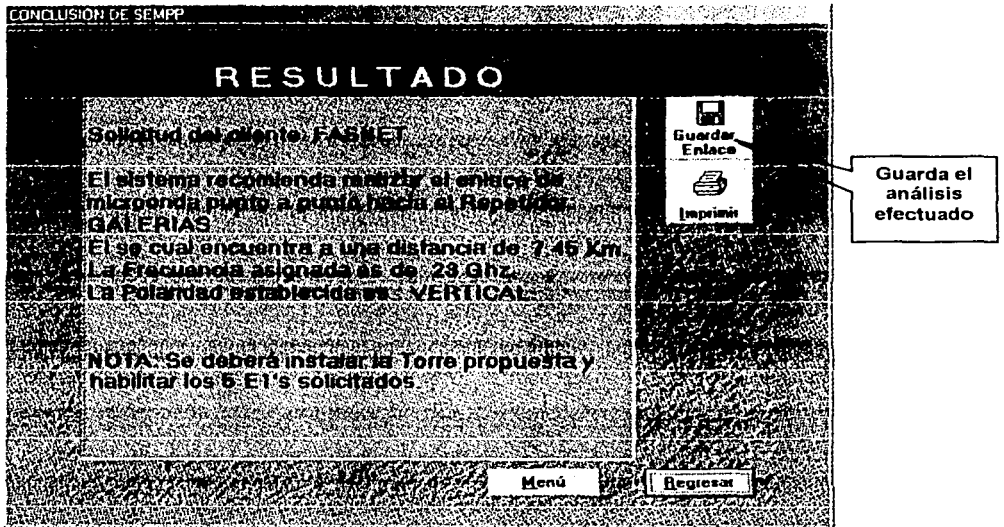 CONCLUSION DE SEMPP
RESULTADO
Solicitud del cliente: FASNET
El sistema recomienda realizar el enlace de
microonda punto a punto hacia el Repetidor.
GALERIAS
El se cual encuentra a una distancia de 7.45 Km
La Frecuencia asignada es de 23 Ghz.
La Polaridad establecida es: VERTICAL.
NOTA: Se deberá instalar la Torre propuesta y
habilitar los E1's solicitados
Guardar
Enlace
Imprimir
Guarda el
análisis
efectuado
Menú
Regresar